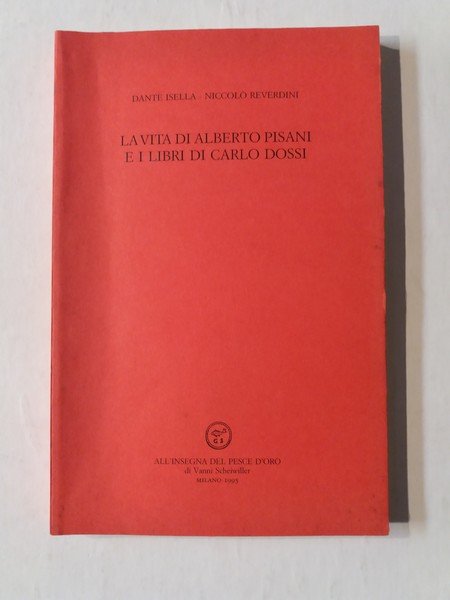 DANTE ISELLA - NICCOLÒ REVERDINI
LA VITA DI ALBERTO PISANI
E I LIBRI DI CARLO DOSSI
G S
ALL'INSEGNA DEL PESCE D'ORO
di Vanni Scheiwiller
MILANO 1995